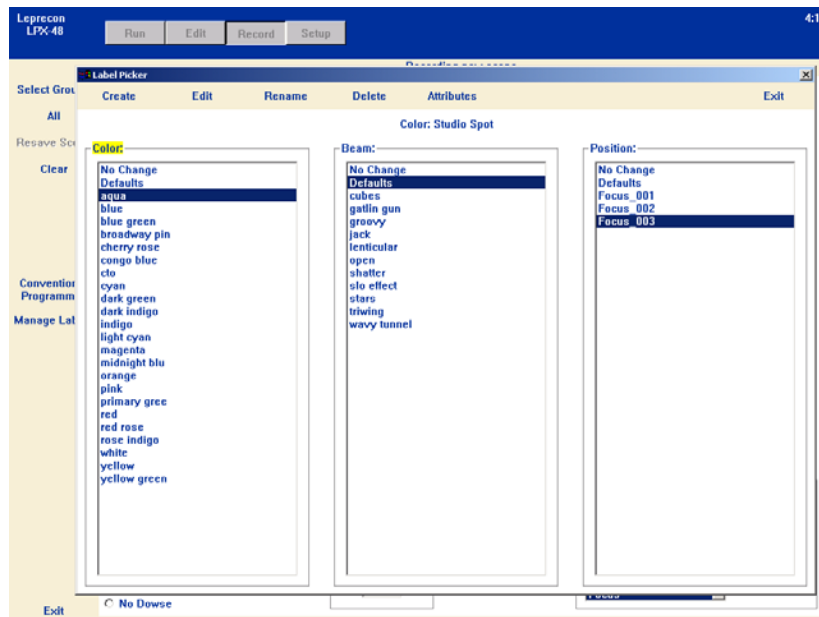 Leprecon
LPX-48
Run
Edit
Record
Setup
Select Grou
All
Resave Sce
Clear
Convention
Programm
Manage Lab
Exit
Label Picker
Create
Edit
Rename
Delete
Attributes
Exit
Color: Studio Spot
Color:
No Change
Defaults
aqua
blue
blue green
broadway pin
cherry rose
congo blue
cto
cyan
dark green
dark indigo
indigo
light cyan
magenta
midnight blu
orange
pink
primary gree
red
red rose
rose indigo
white
yellow
yellow green
Beam:
No Change
Defaults
cubes
gatlin gun
groovy
jack
lenticular
open
shatter
slo effect
stars
triwing
wavy tunnel
Position:
No Change
Defaults
Focus_001
Focus_002
Focus_003
No Dowse